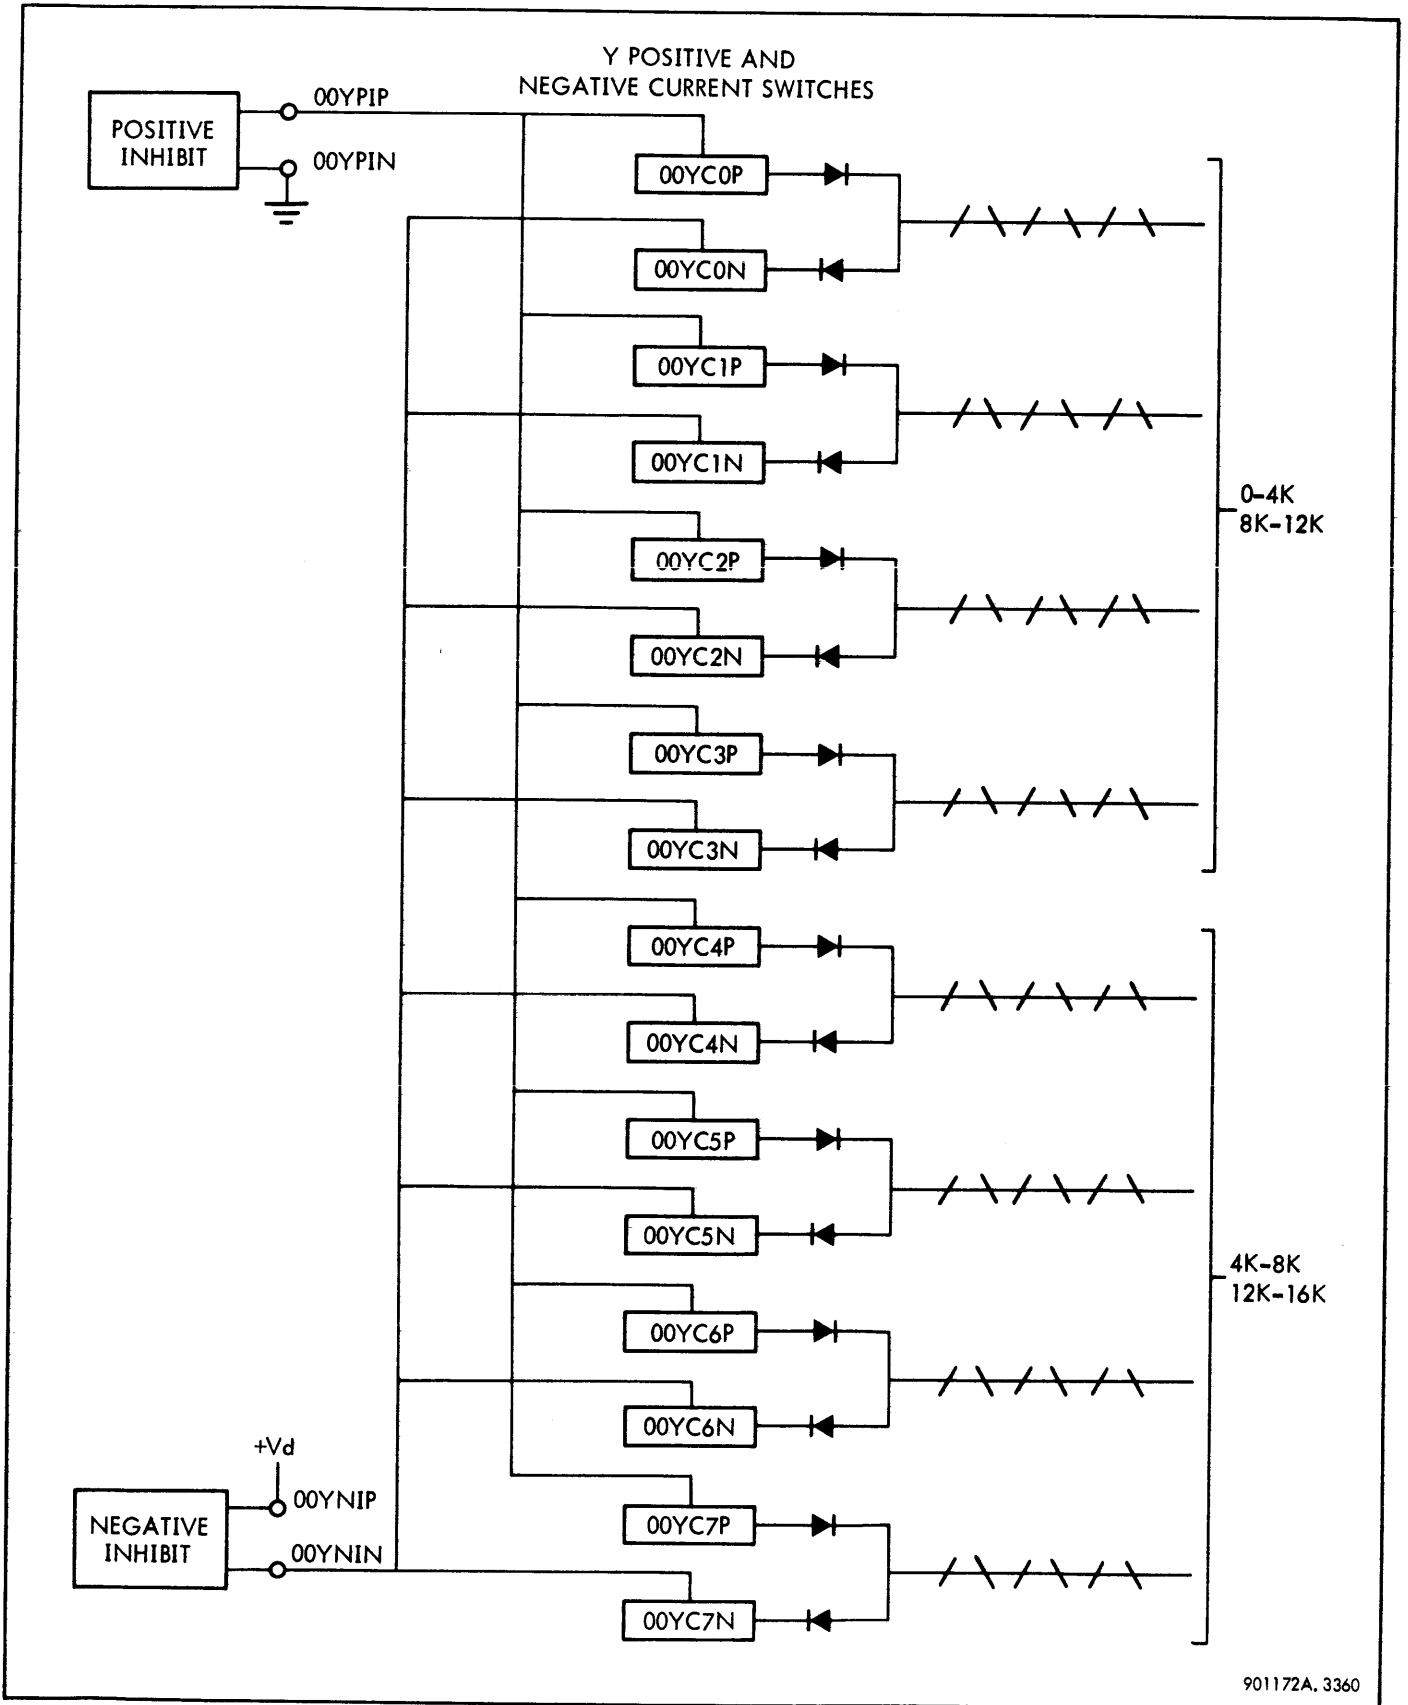 Y POSITIVE AND
NEGATIVE CURRENT SWITCHES
POSITIVE
INHIBIT
00YPIP
00YPIN
00YC0P
00YC0N
00YC1P
00YC1N
00YC2P
00YC2N
00YC3P
00YC3N
0-4K
8K-12K
00YC4P
00YC4N
00YC5P
00YC5N
00YC6P
00YC6N
00YC7P
00YC7N
4K-8K
12K-16K
+Vd
NEGATIVE
INHIBIT
00YNIP
00YNIN
901172A. 3360